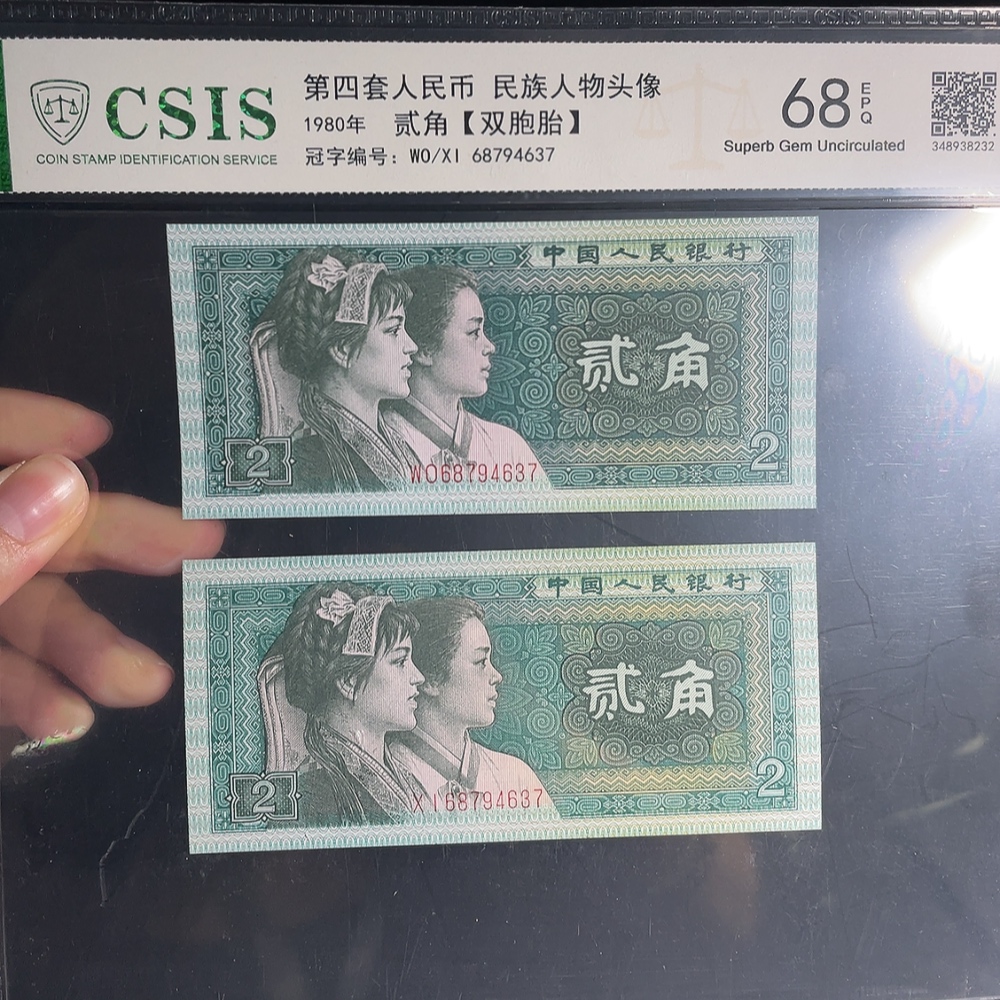 CSIS
COIN STAMP IDENTIFICATION SERVICE
第四套人民币 民族人物头像
1980年 贰角【双胞胎】
冠字编号: WO/XI 68794637
68 EPQ
Superb Gem Uncirculated
348938232
中国人民银行
贰角
2
2
WO68794637
中国人民银行
贰角
2
2
XI68794637